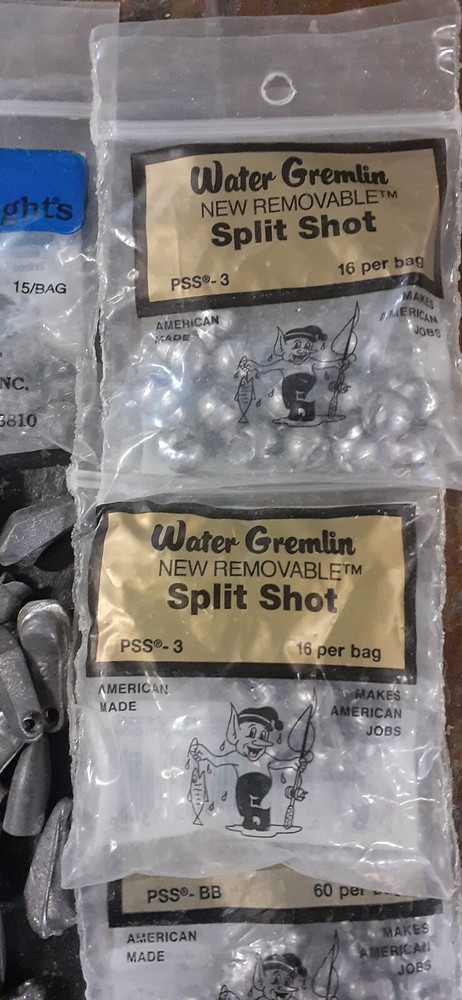 ght's
15/BAG
NC.
3810
Water Gremlin
NEW REMOVABLE™
Split Shot
PSS®-3 16 per bag
AMERICAN
MADE
MAKES
AMERICAN
JOBS
Water Gremlin
NEW REMOVABLE™
Split Shot
PSS®-3 16 per bag
AMERICAN
MADE
MAKES
AMERICAN
JOBS
PSS®-BB 60 per
AMERICAN
MADE
MAKES
AMERICAN
JOBS